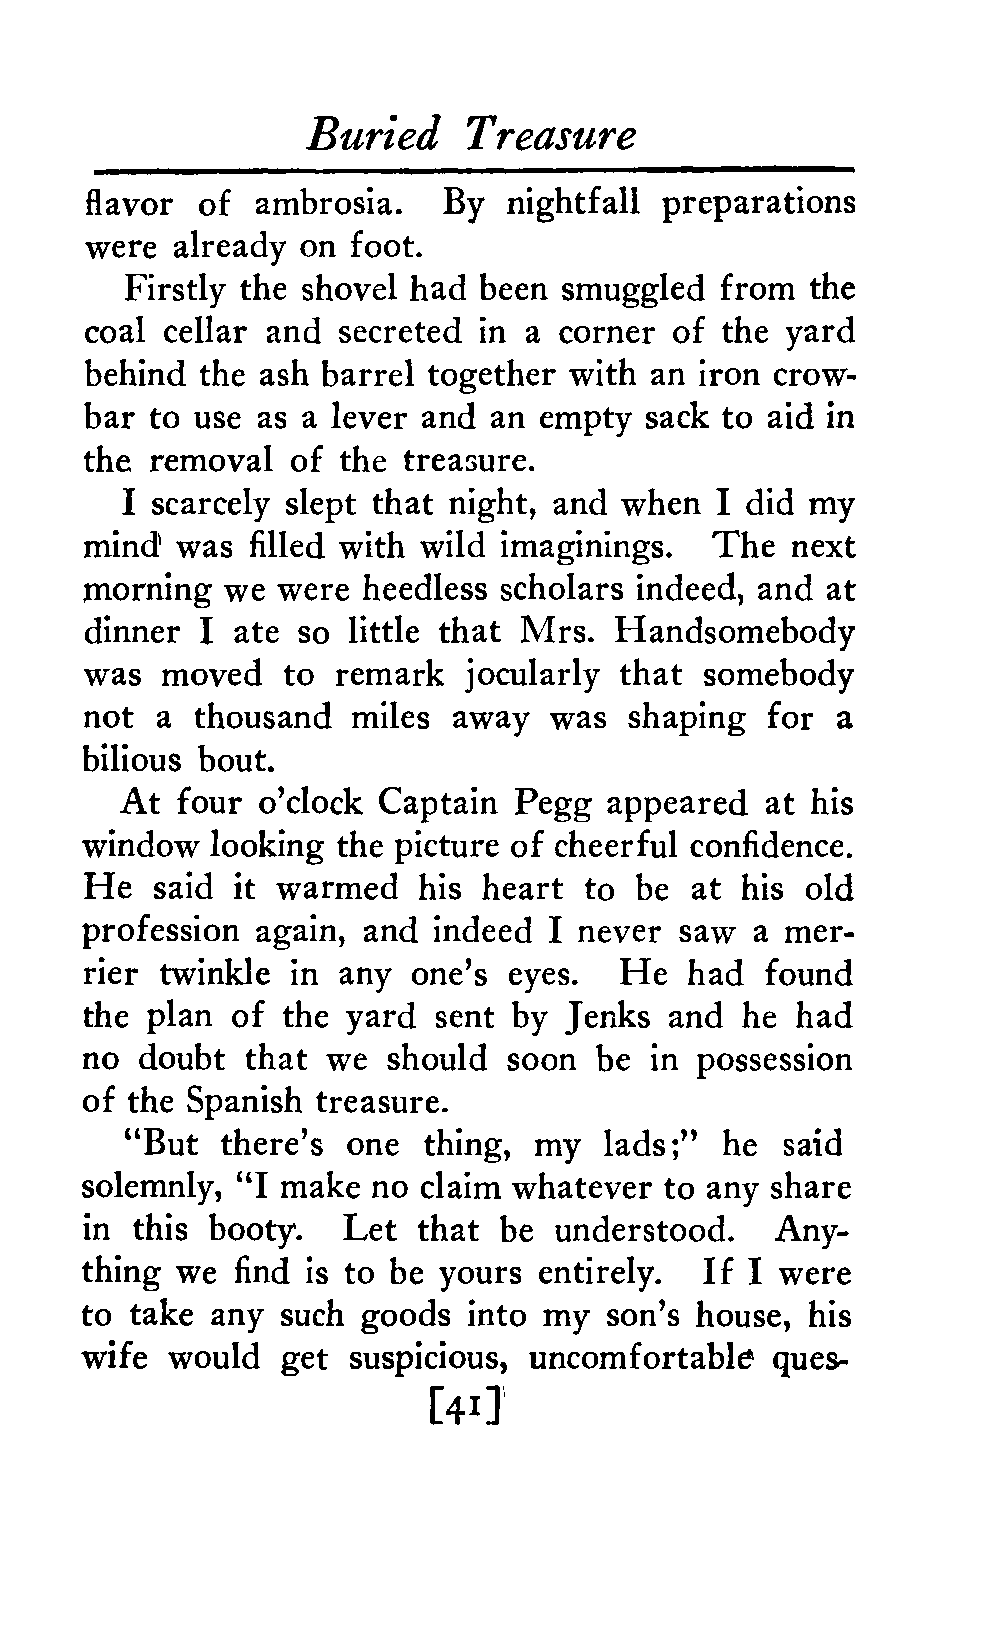 Buried Treasure
flavor of ambrosia. By nightfall preparations
were already on foot.
Firstly the shovel had been smuggled from the
coal cellar and secreted in a corner of the yard
behind the ash barrel together with an iron crow-
bar to use as a lever and an empty sack to aid in
the removal of the treasure.
I scarcely slept that night, and when I did my
mind was filled with wild imaginings. The next
morning we were heedless scholars indeed, and at
dinner I ate so little that Mrs. Handsomebody
was moved to remark jocularly that somebody
not a thousand miles away was shaping for a
bilious bout.
At four o'clock Captain Pegg appeared at his
window looking the picture of cheerful confidence.
He said it warmed his heart to be at his old
profession again, and indeed I never saw a mer-
rier twinkle in any one's eyes. He had found
the plan of the yard sent by Jenks and he had
no doubt that we should soon be in possession
of the Spanish treasure.
"But there's one thing, my lads;" he said
solemnly, "I make no claim whatever to any share
in this booty. Let that be understood. Any-
thing we find is to be yours entirely. If I were
to take any such goods into my son's house, his
wife would get suspicious, uncomfortable ques-
[41]